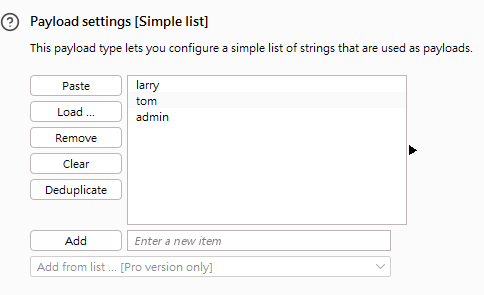 Payload settings [Simple list]
This payload type lets you configure a simple list of strings that are used as payloads.
Paste
Load ...
Remove
Clear
Deduplicate
larry
tom
admin
Add
Enter a new item
Add from list ... [Pro version only]